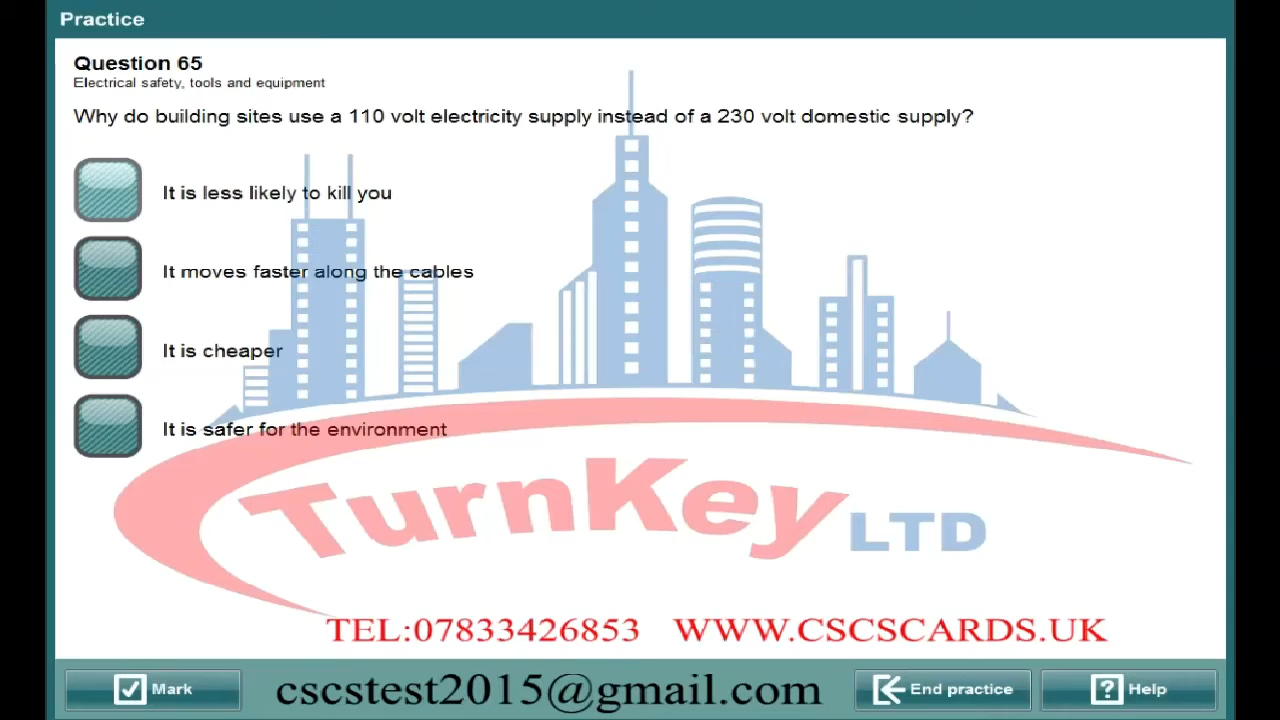 Practice
Question 65
Electrical safety, tools and equipment
Why do building sites use a 110 volt electricity supply instead of a 230 volt domestic supply?
It is less likely to kill you
It moves faster along the cables
It is cheaper
It is safer for the environment
TurnKey LTD
TEL:07833426853 WWW.CSCSCARDS.UK
Mark cscstest2015@gmail.com End practice Help